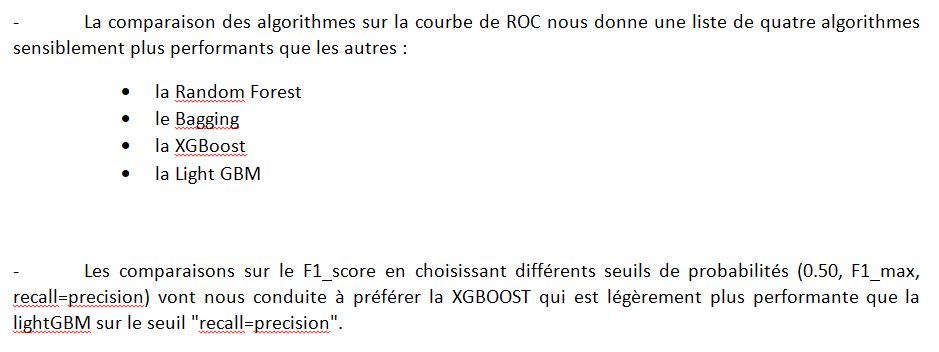 - La comparaison des algorithmes sur la courbe de ROC nous donne une liste de quatre algorithmes
sensiblement plus performants que les autres :
• la Random Forest
• le Bagging
• la XGBoost
• la Light GBM
- Les comparaisons sur le F1_score en choisissant différents seuils de probabilités (0.50, F1_max,
recall=precision) vont nous conduite à préférer la XGBOOST qui est légèrement plus performante que la
lightGBM sur le seuil "recall=precision".